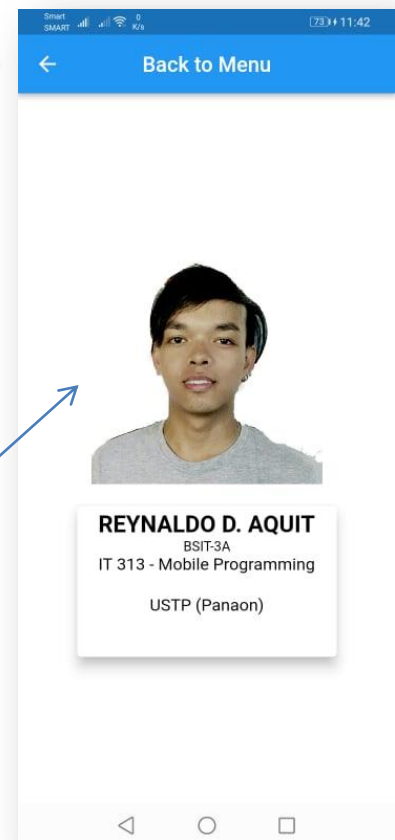 Smart
SMART 0 K/s 73 11:42
Back to Menu
REYNALDO D. AQUIT
BSIT-3A
IT 313 - Mobile Programming
USTP (Panaon)